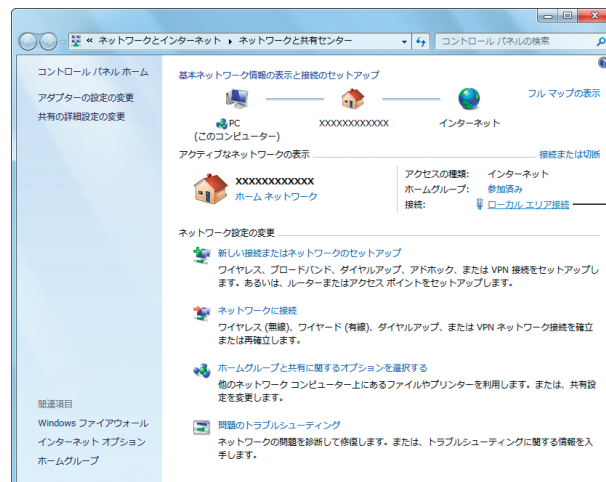 « ネットワークとインターネット ▸ ネットワークと共有センター
コントロール パネルの検索
コントロール パネル ホーム
アダプターの設定の変更
共有の詳細設定の変更
基本ネットワーク情報の表示と接続のセットアップ
フル マップの表示
PC
(このコンピューター)
XXXXXXXXXXXX
インターネット
アクティブなネットワークの表示
接続または切断
XXXXXXXXXXXX
ホーム ネットワーク
アクセスの種類: インターネット
ホームグループ: 参加済み
接続: ローカル エリア接続
ネットワーク設定の変更
新しい接続またはネットワークのセットアップ
ワイヤレス、ブロードバンド、ダイヤルアップ、アドホック、または VPN 接続をセットアップし
ます。あるいは、ルーターまたはアクセス ポイントをセットアップします。
ネットワークに接続
ワイヤレス (無線)、ワイヤード (有線)、ダイヤルアップ、または VPN ネットワーク接続を確立
または再確立します。
ホームグループと共有に関するオプションを選択する
他のネットワーク コンピューター上にあるファイルやプリンターを利用します。または、共有設
定を変更します。
問題のトラブルシューティング
ネットワークの問題を診断して修復します。または、トラブルシューティングに関する情報を入
手します。
関連項目
Windows ファイアウォール
インターネット オプション
ホームグループ